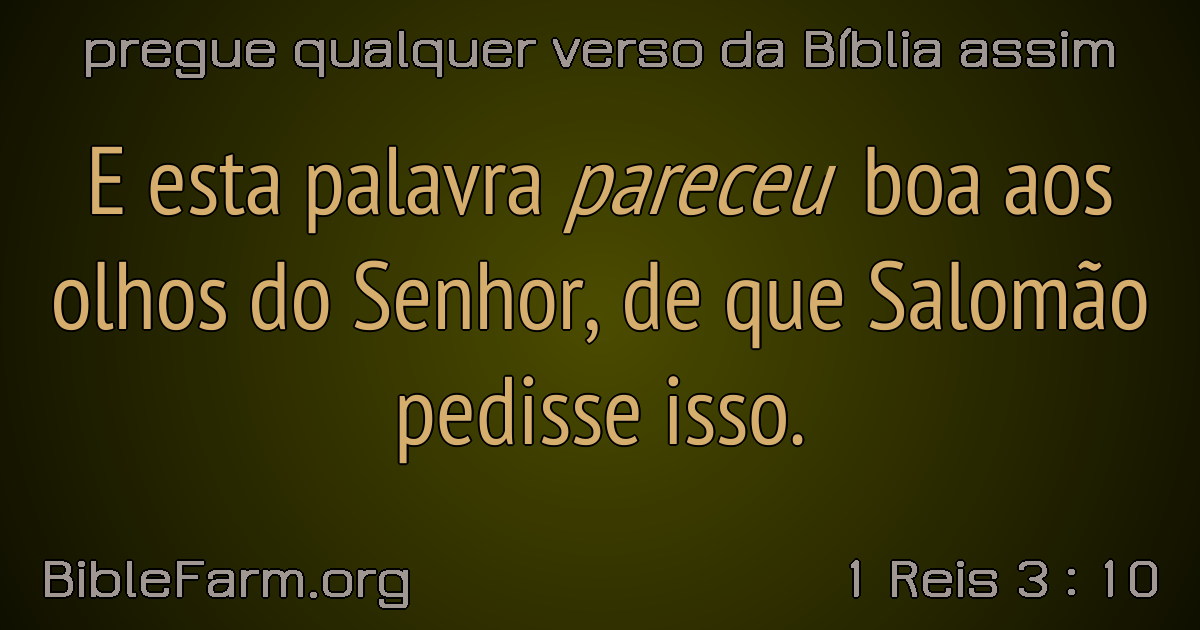 pregue qualquer verso da Bíblia assim
E esta palavra pareceu boa aos
olhos do Senhor, de que Salomão
pedisse isso.
BibleFarm.org
1 Reis 3 : 10